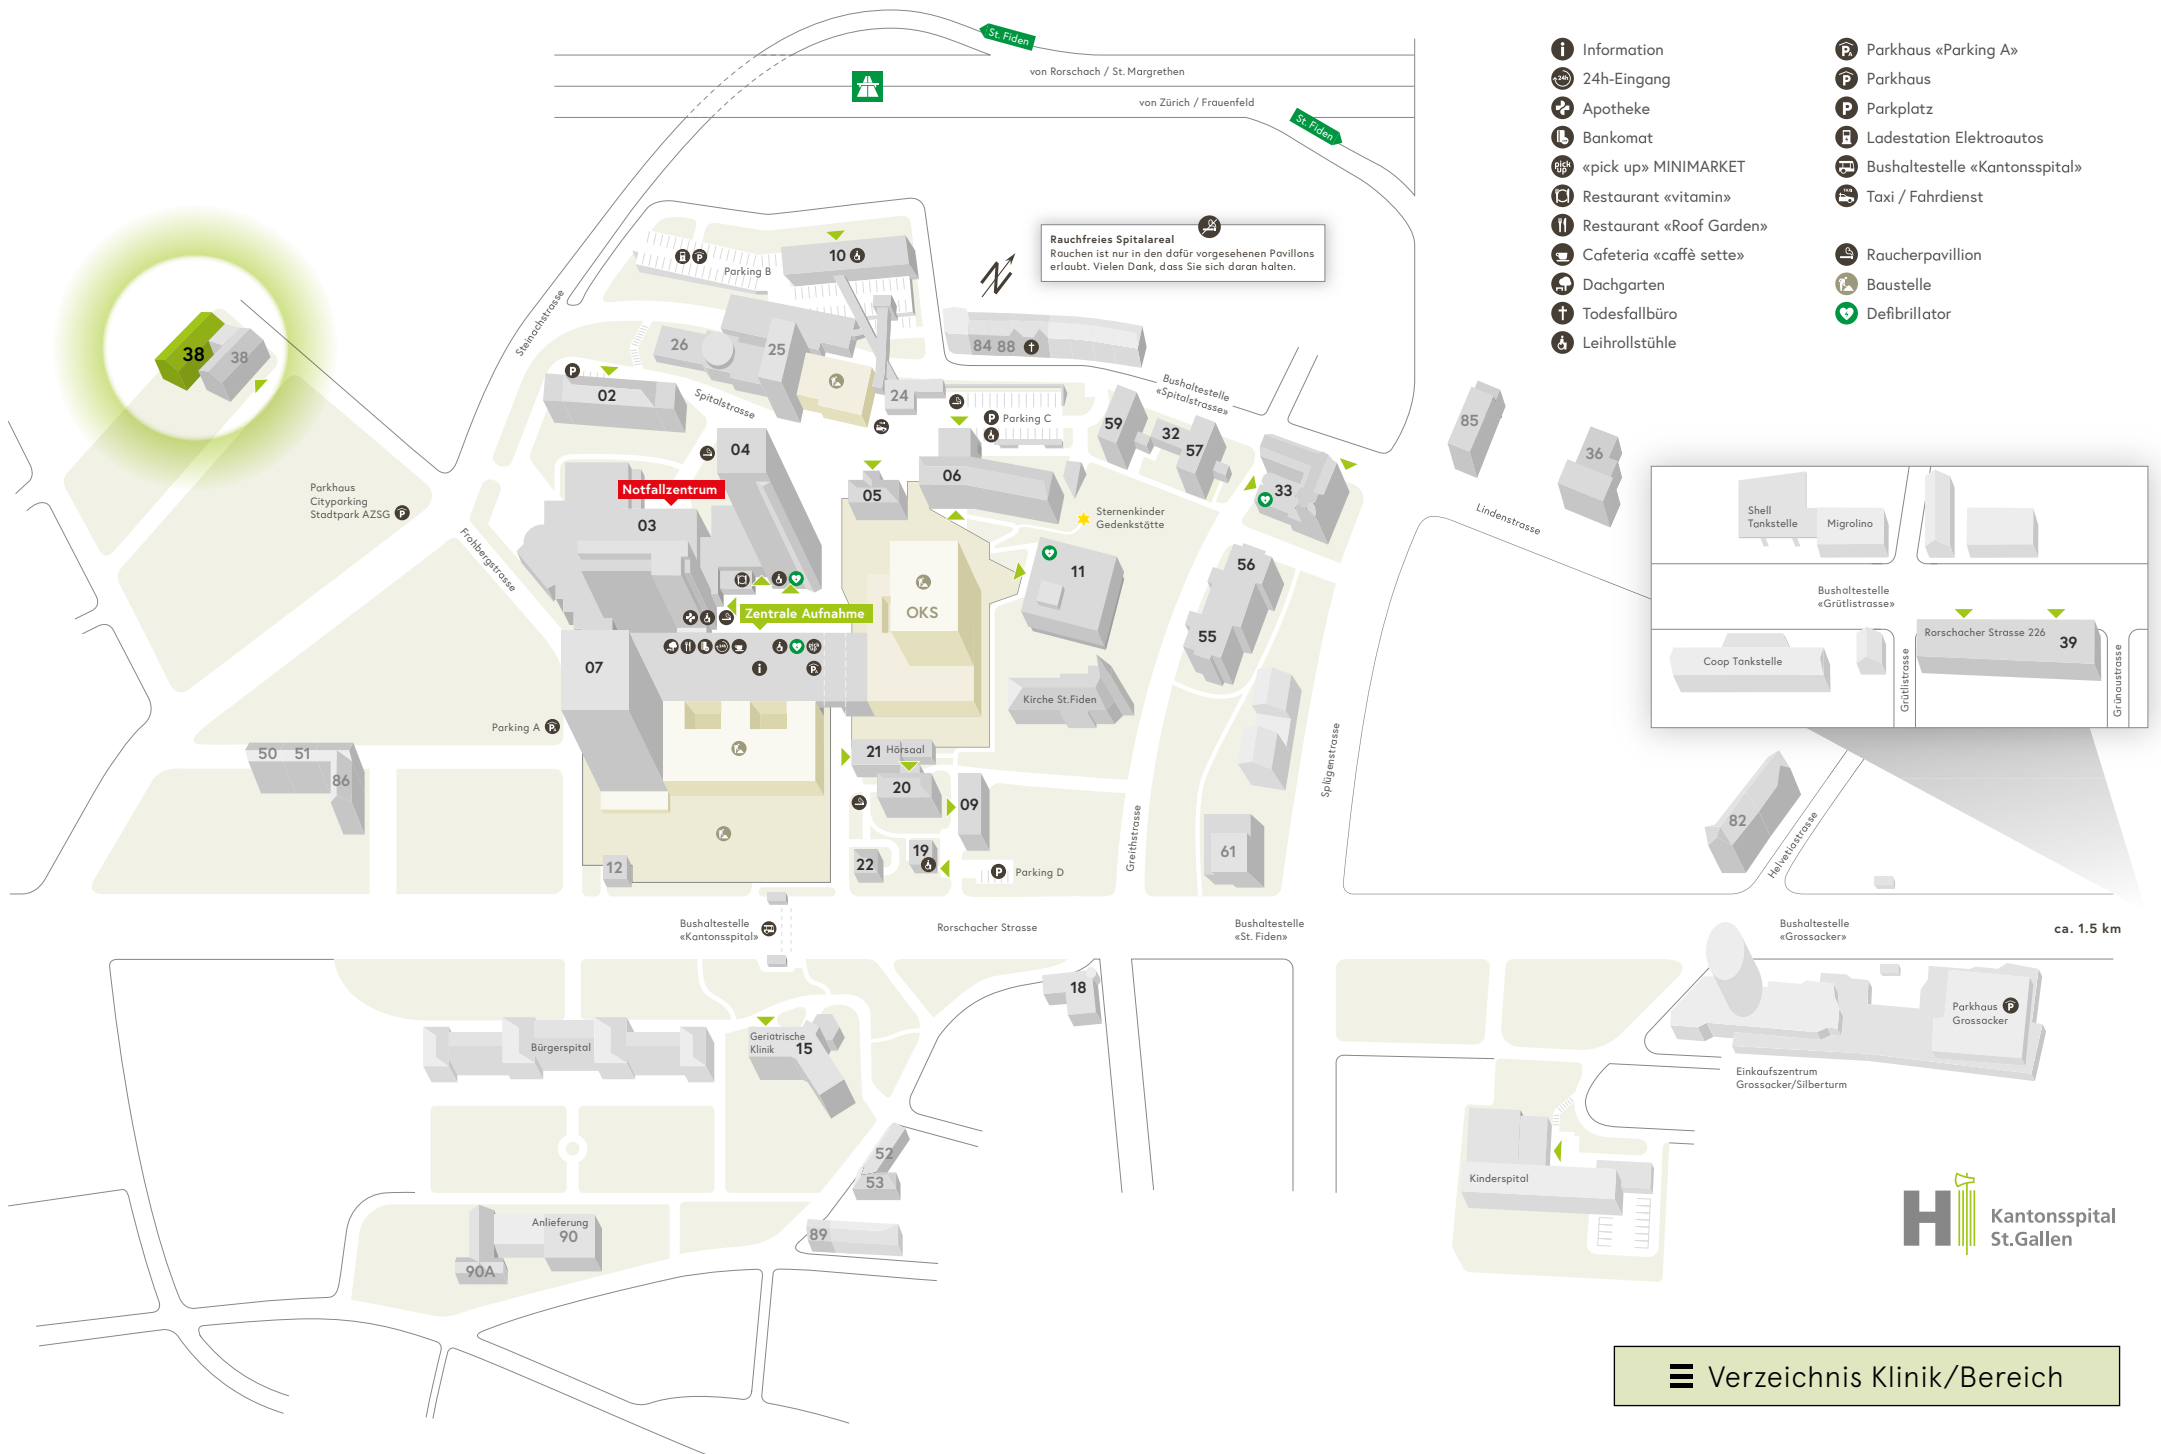 St. Fiden
von Rorschach / St. Margrethen
von Zürich / Frauenfeld
St. Fiden
Information
24h-Eingang
Apotheke
Bankomat
«pick up» MINIMARKET
Restaurant «vitamin»
Restaurant «Roof Garden»
Cafeteria «caffè sette»
Dachgarten
Todesfallbüro
Leihrollstühle
Parkhaus «Parking A»
Parkhaus
Parkplatz
Ladestation Elektroautos
Bushaltestelle «Kantonsspital»
Taxi / Fahrdienst
Raucherpavillion
Baustelle
Defibrillator
Rauchfreies Spitalareal
Rauchen ist nur in den dafür vorgesehenen Pavillons
erlaubt. Vielen Dank, dass Sie sich daran halten.
N
Parking B
10
Steinachstrasse
38
38
26
25
84 88
24
02
Spitalstrasse
Bushaltestelle
«Spitalstrasse»
Parking C
59
32
57
33
85
36
04
06
05
Notfallzentrum
03
Parkhaus
Cityparking
Stadtpark AZSG
Frohbergstrasse
Sternenkinder
Gedenkstätte
Lindenstrasse
11
56
55
OKS
Zentrale Aufnahme
07
Kirche St.Fiden
Parking A
50 51
86
21 Hörsaal
20
09
19
22
12
Parking D
Greithstrasse
Splügenstrasse
61
82
Helvetiastrasse
Shell
Tankstelle
Migrolino
Bushaltestelle
«Grütlistrasse»
Rorschacher Strasse 226
39
Coop Tankstelle
Grütlistrasse
Grünaustrasse
Bushaltestelle
«Kantonsspital»
Rorschacher Strasse
Bushaltestelle
«St. Fiden»
Bushaltestelle
«Grossacker»
ca. 1.5 km
18
Bürgerspital
Geriatrische
Klinik
15
Parkhaus
Grossacker
Einkaufszentrum
Grossacker/Silberturm
52
53
89
Anlieferung
90
90A
Kinderspital
Kantonsspital
St.Gallen
Verzeichnis Klinik/Bereich